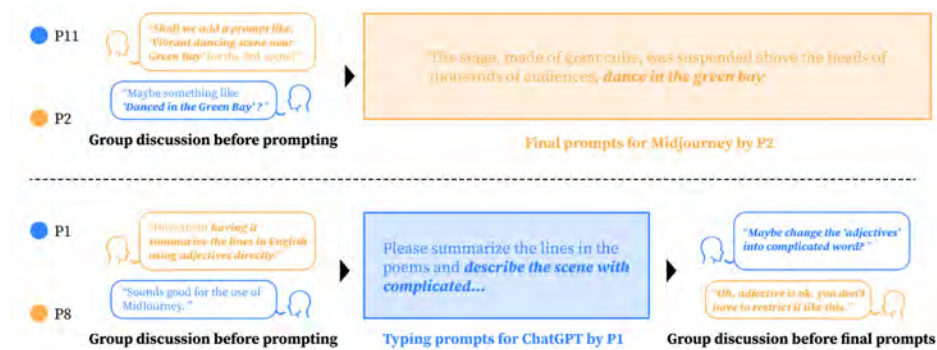 P11
"Shall we add a prompt like,
'Vibrant dancing scene near
Green Bay' for the 3rd scene?"
"Maybe something like
'Danced in the Green Bay' ? "
P2
Group discussion before prompting
The stage, made of giant cubs, was suspended above the heads of
thousands of audiences, dance in the green bay
Final prompts for Midjourney by P2
P1
"How about having it
summarize the lines in English
using adjectives directly."
"Sounds good for the use of
Midjourney. "
P8
Group discussion before prompting
Please summarize the lines in the
poems and describe the scene with
complicated...
Typing prompts for ChatGPT by P1
"Maybe change the 'adjectives'
into complicated word? "
"Oh, adjective is ok, you don't
have to restrict it like this. "
Group discussion before final prompts